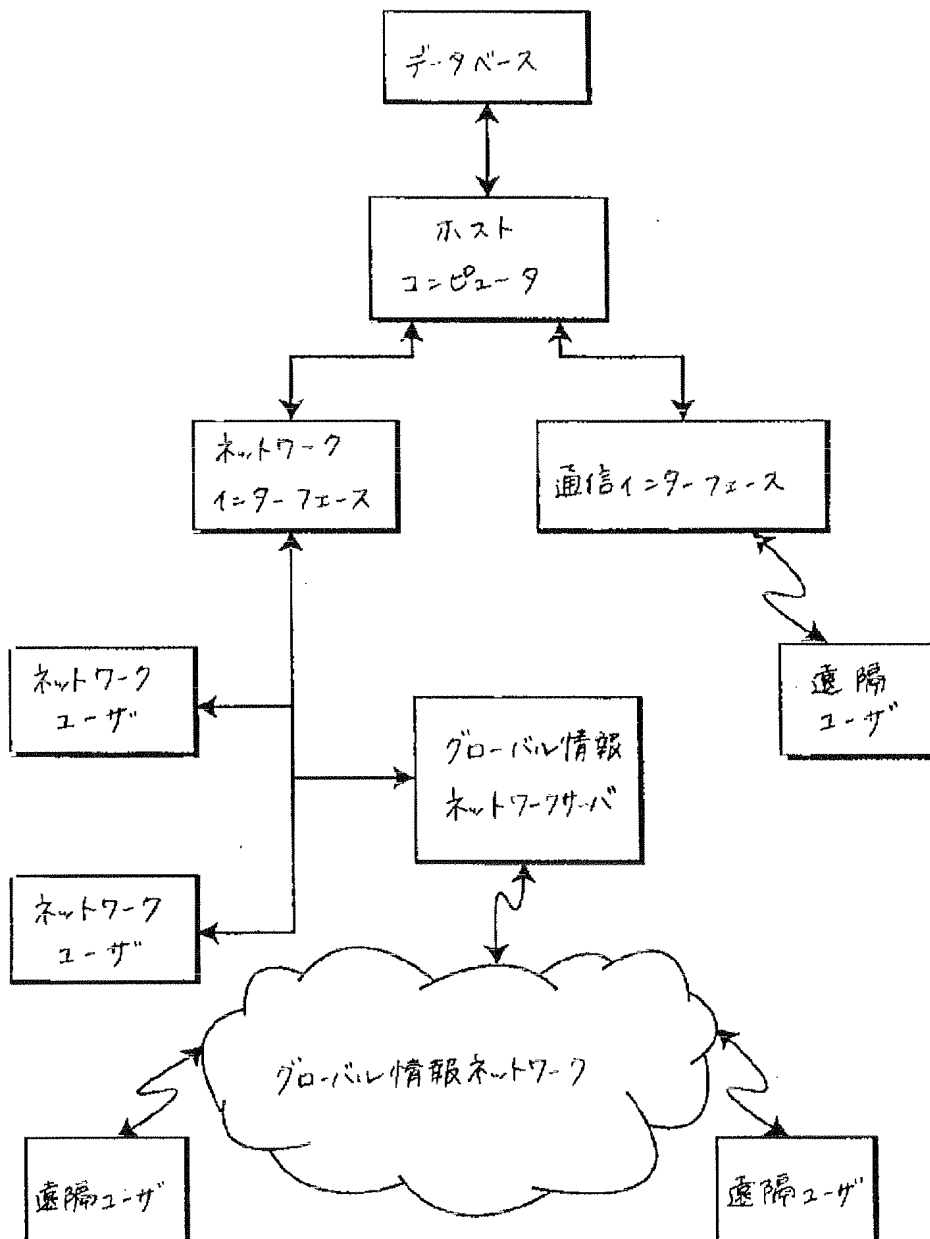 データベース
ホスト
コンピュータ
ネットワーク
インターフェース
通信インターフェース
ネットワーク
ユーザ
遠隔
ユーザ
グローバル情報
ネットワークサーバ
ネットワーク
ユーザ
グローバル情報ネットワーク
遠隔ユーザ
遠隔ユーザ